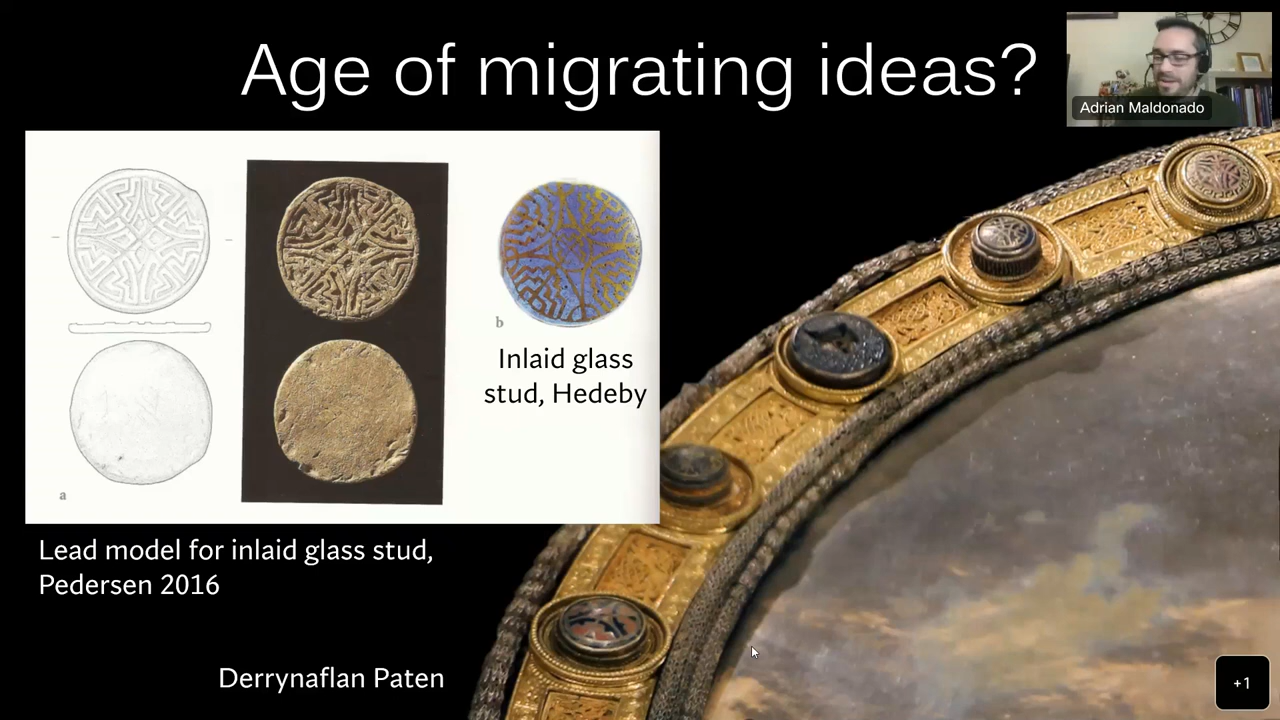 Age of migrating ideas?
Adrian Maldonado
b
Inlaid glass
stud, Hedeby
a
Lead model for inlaid glass stud,
Pedersen 2016
Derrynaflan Paten
+1